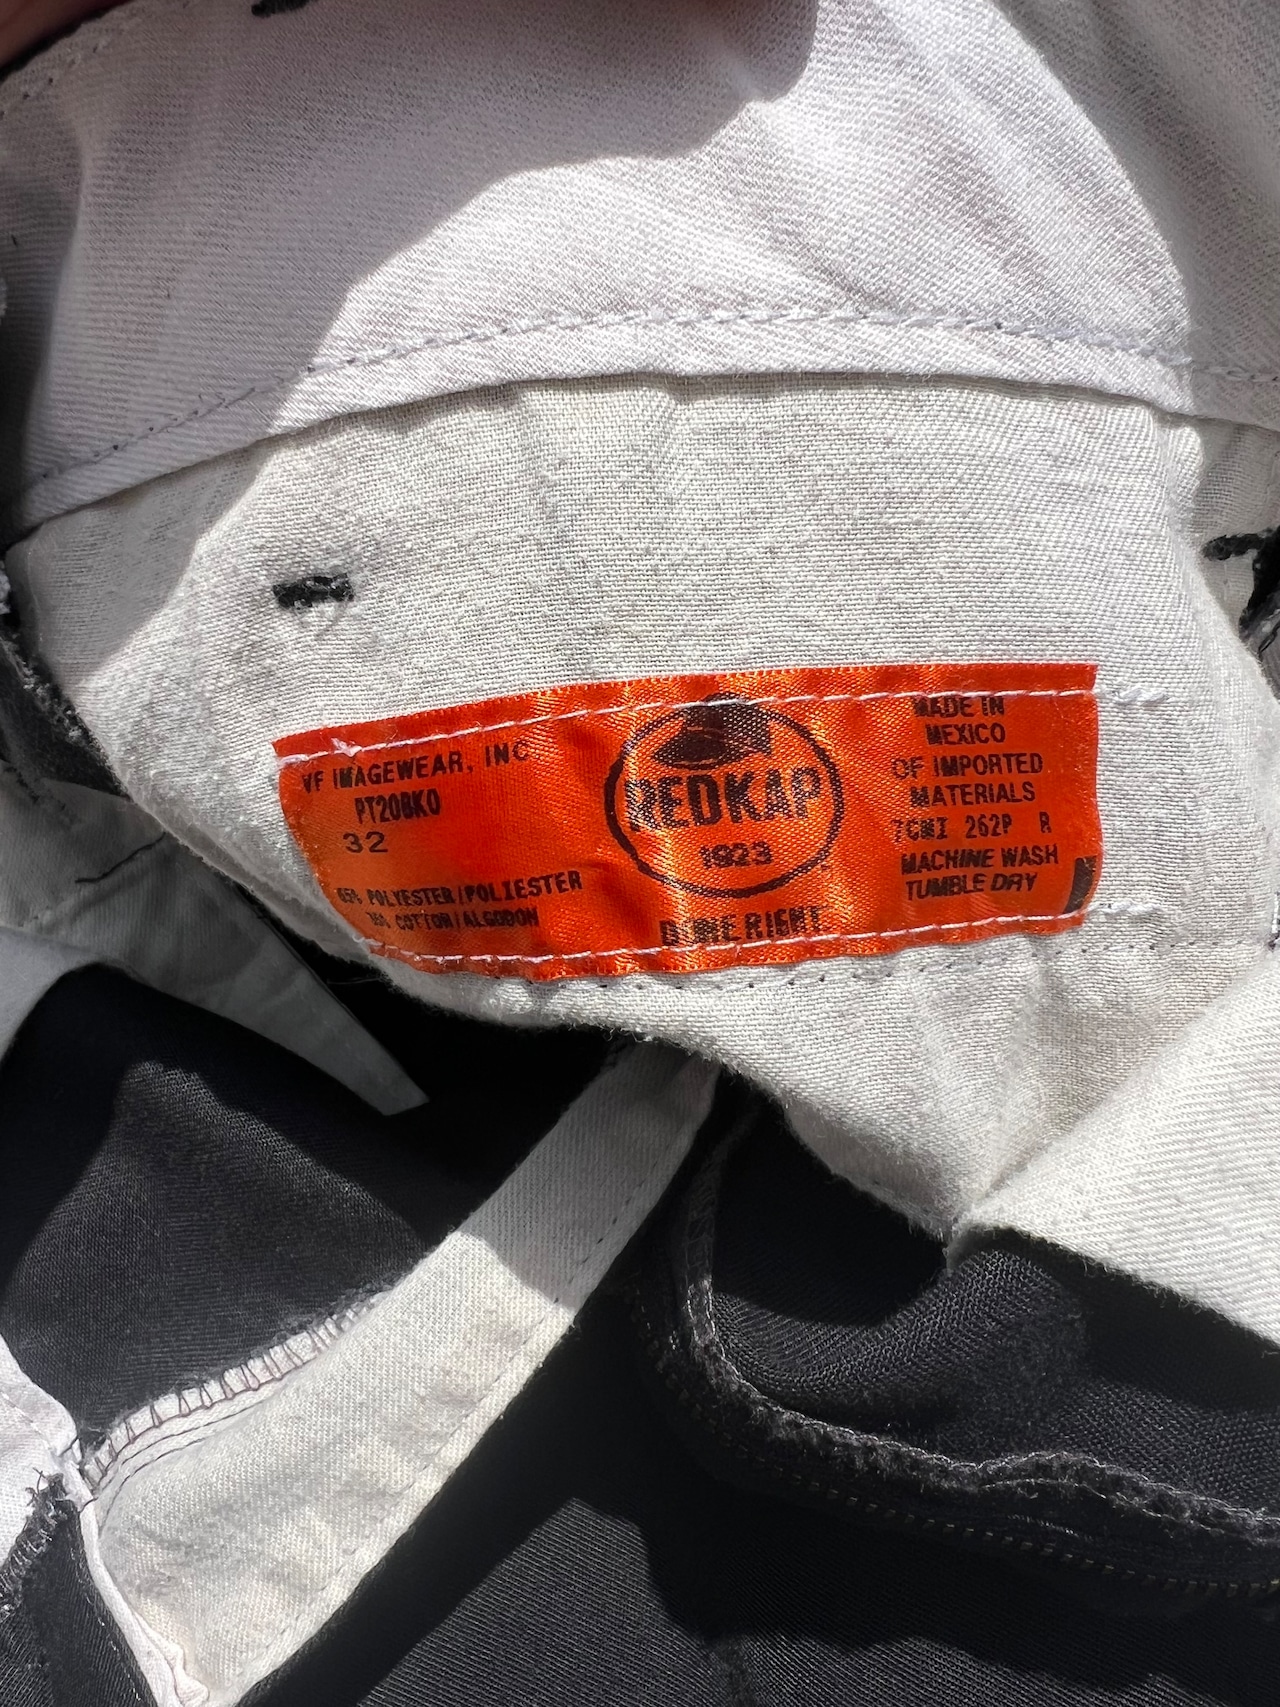 VF IMAGEWEAR, INC
PT20BK0
32
65% POLYESTER/POLIESTER
35% COTTON/ALGODON
REDKAP
1923
DONE RIGHT
MADE IN
MEXICO
OF IMPORTED
MATERIALS
7CMI 262P R
MACHINE WASH
TUMBLE DRY